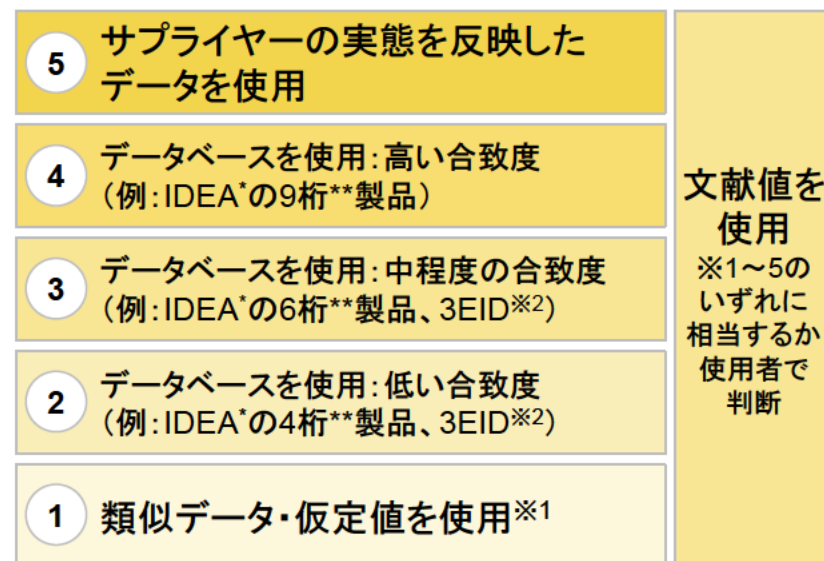 5
サプライヤーの実態を反映した
データを使用
4
データベースを使用：高い合致度
（例：IDEA*の9桁**製品）
3
データベースを使用：中程度の合致度
（例：IDEA*の6桁**製品、3EID※2）
2
データベースを使用：低い合致度
（例：IDEA*の4桁**製品、3EID※2）
1
類似データ・仮定値を使用※1
文献値を
使用
※1～5の
いずれに
相当するか
使用者で
判断